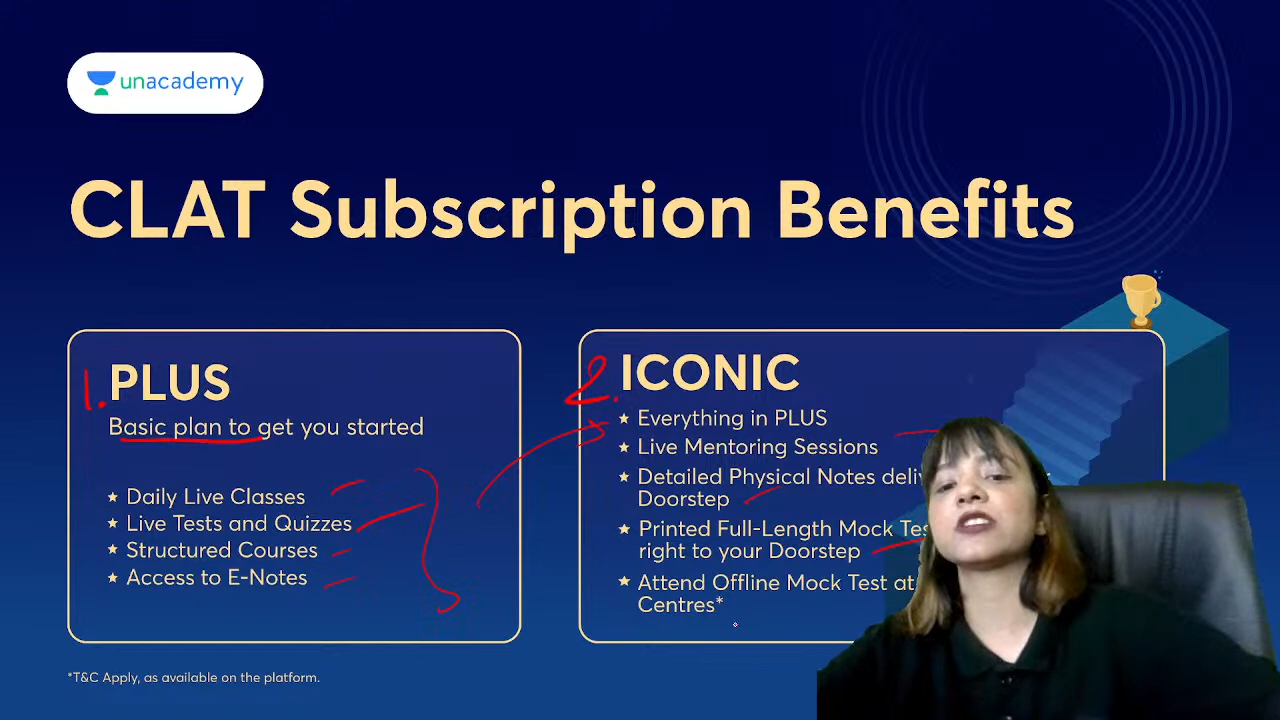 unacademy
CLAT Subscription Benefits
1. PLUS
Basic plan to get you started
Daily Live Classes
Live Tests and Quizzes
Structured Courses
Access to E-Notes
2. ICONIC
Everything in PLUS
Live Mentoring Sessions
Detailed Physical Notes
Doorstep
Printed Full-Length Mock
right to your Doorstep
Attend Offline Mock Test at
Centres*
*T&C Apply, as available on the platform.